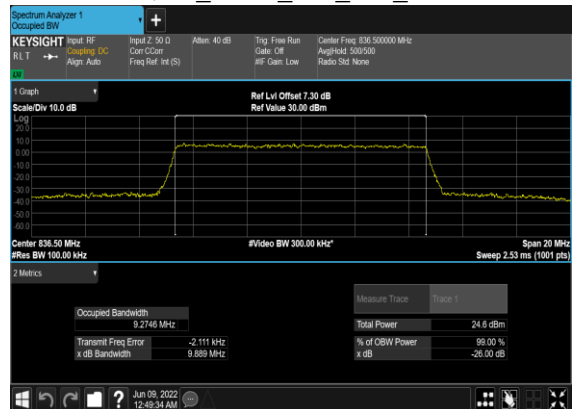 Spectrum Analyzer 1
Occupied BW
+
KEYSIGHT Input: RF Input Z: 50 Ω Atten: 40 dB Trig: Free Run Center Freq: 836.500000 MHz
RLT Coupling: DC Corr CCorr Gate: Off Avg|Hold: 500/500
Align: Auto Freq Ref: Int (S) #IF Gain: Low Radio Std: None
1 Graph
Ref Lvl Offset 7.30 dB
Scale/Div 10.0 dB Ref Value 30.00 dBm
Log
20.0
10.0
0.00
-10.0
-20.0
-30.0
-40.0
-50.0
-60.0
Center 836.50 MHz #Video BW 300.00 kHz* Span 20 MHz
#Res BW 100.00 kHz Sweep 2.53 ms (1001 pts)
2 Metrics
Measure Trace Trace 1
Occupied Bandwidth
9.2746 MHz Total Power 24.6 dBm
Transmit Freq Error -2.111 kHz % of OBW Power 99.00 %
x dB Bandwidth 9.889 MHz x dB -26.00 dB
? Jun 09, 2022
12:49:34 AM